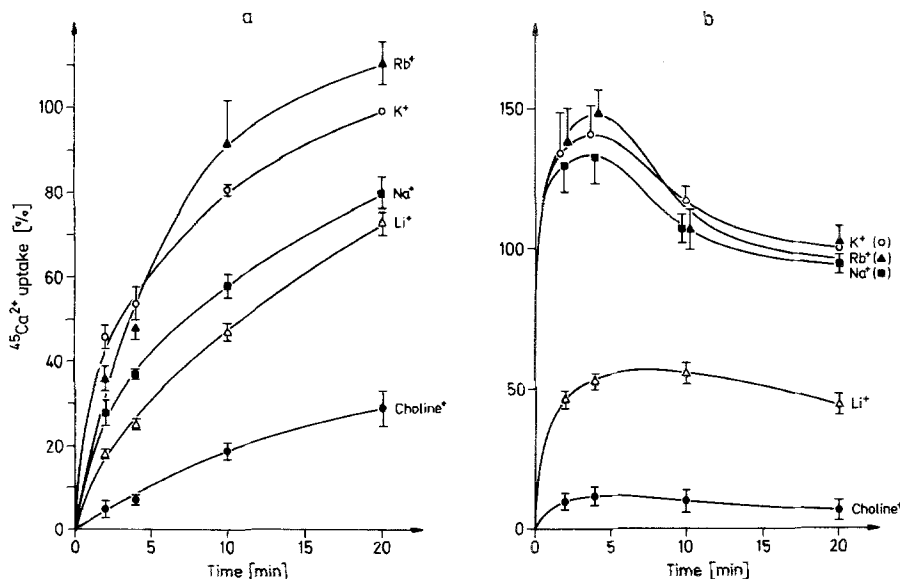 a
⁴⁵Ca²⁺ uptake [%]
100
80
60
40
20
0
0 5 10 15 20
Time [min]
Rb⁺
K⁺
Na⁺
Li⁺
Choline⁺
b
150
100
50
0
0 5 10 15 20
Time [min]
K⁺ (○)
Rb⁺ (▲)
Na⁺ (■)
Li⁺
Choline⁺